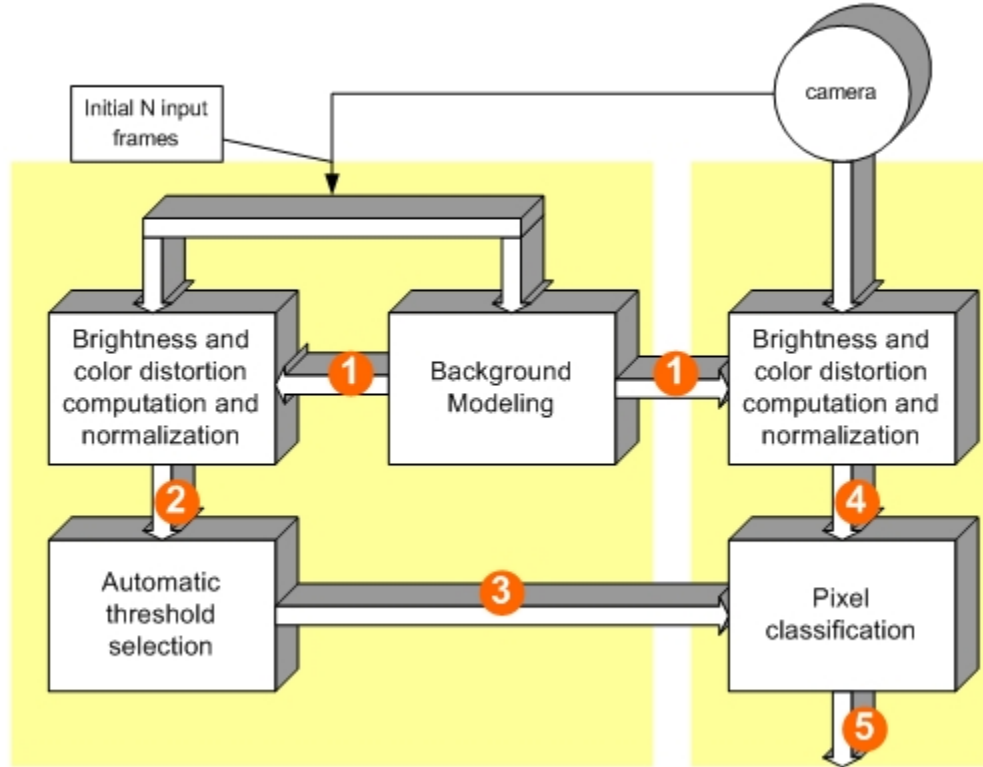 camera
Initial N input
frames
Brightness and
color distortion
computation and
normalization
1
Background
Modeling
1
Brightness and
color distortion
computation and
normalization
2
4
Automatic
threshold
selection
3
Pixel
classification
5